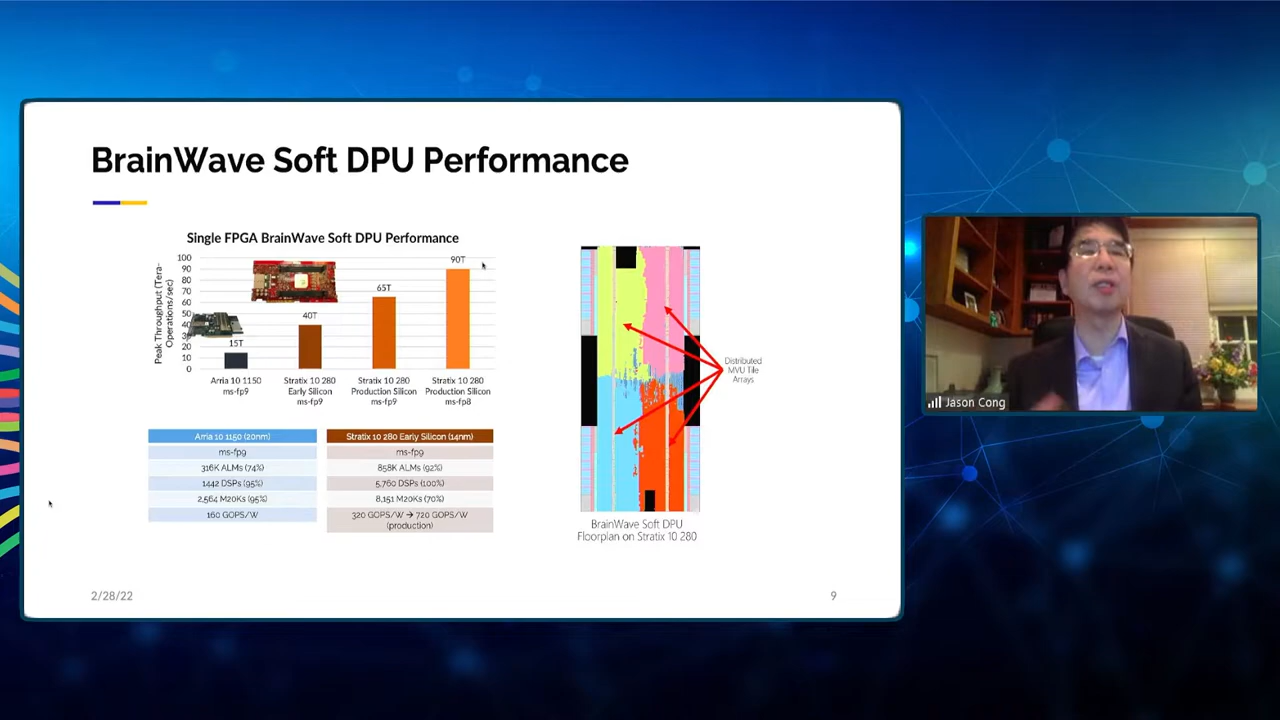 BrainWave Soft DPU Performance
Single FPGA BrainWave Soft DPU Performance
Peak Throughput (Tera-
Operations/sec)
100
90
80
70
60
50
40
30
20
10
0
15T
40T
65T
90T
Arria 10 1150
ms-fp9
Stratix 10 280
Early Silicon
ms-fp9
Stratix 10 280
Production Silicon
ms-fp9
Stratix 10 280
Production Silicon
ms-fp8
Arria 10 1150 (20nm)
ms-fp9
316K ALMs (74%)
1442 DSPs (95%)
2,564 M20Ks (95%)
160 GOPS/W
Stratix 10 280 Early Silicon (14nm)
ms-fp9
858K ALMs (92%)
5,760 DSPs (100%)
8,151 M20Ks (70%)
320 GOPS/W → 720 GOPS/W
(production)
Distributed
MVU Tile
Arrays
BrainWave Soft DPU
Floorplan on Stratix 10 280
2/28/22
9
Jason Cong